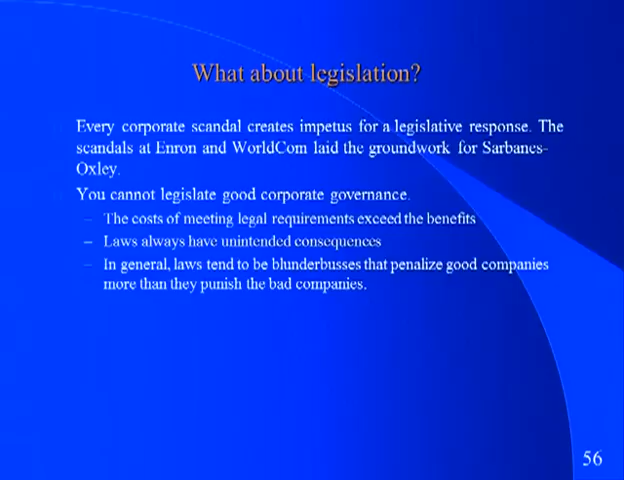 What about legislation?
Every corporate scandal creates impetus for a legislative response. The
scandals at Enron and WorldCom laid the groundwork for Sarbanes-
Oxley.
You cannot legislate good corporate governance.
– The costs of meeting legal requirements exceed the benefits
– Laws always have unintended consequences
– In general, laws tend to be blunderbusses that penalize good companies
more than they punish the bad companies.
56